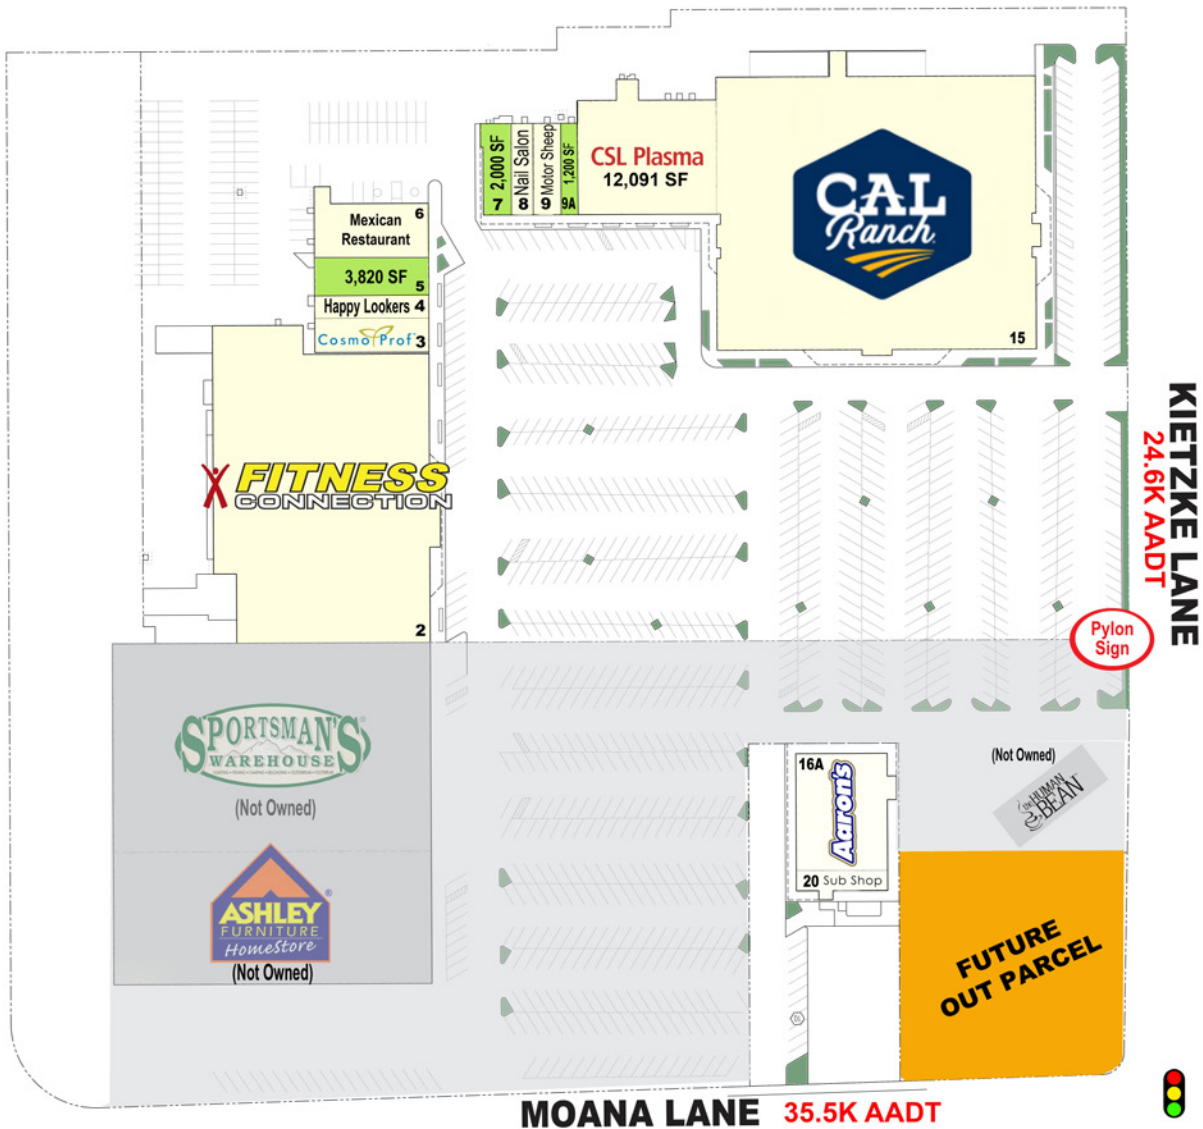 7 2,000 SF
8 Nail Salon
9 Motor Sheep
9A 1,200 SF
CSL Plasma
12,091 SF
CAL
Ranch
15
6
Mexican
Restaurant
3,820 SF 5
Happy Lookers 4
CosmoProf 3
FITNESS
CONNECTION
2
KIETZKE LANE
24.6K AADT
Pylon
Sign
SPORTSMAN'S
WAREHOUSE
(Not Owned)
ASHLEY
FURNITURE
HomeStore
(Not Owned)
16A
Aaron's
20 Sub Shop
(Not Owned)
the HUMAN
BEAN
FUTURE
OUT PARCEL
MOANA LANE 35.5K AADT